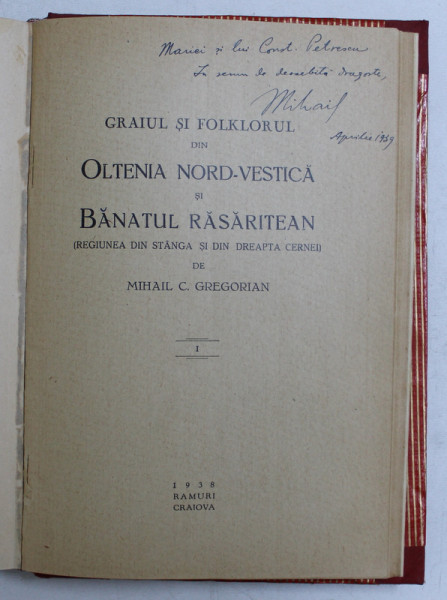 Mariei și lui Const. Petrescu
În semn de deosebită dragoste,
Mihail
Aprilie 1939
GRAIUL ȘI FOLKLORUL
DIN
OLTENIA NORD-VESTICĂ
ȘI
BĂNATUL RĂSĂRITEAN
(REGIUNEA DIN STÂNGA ȘI DIN DREAPTA CERNEI)
DE
MIHAIL C. GREGORIAN
I
1938
RAMURI
CRAIOVA